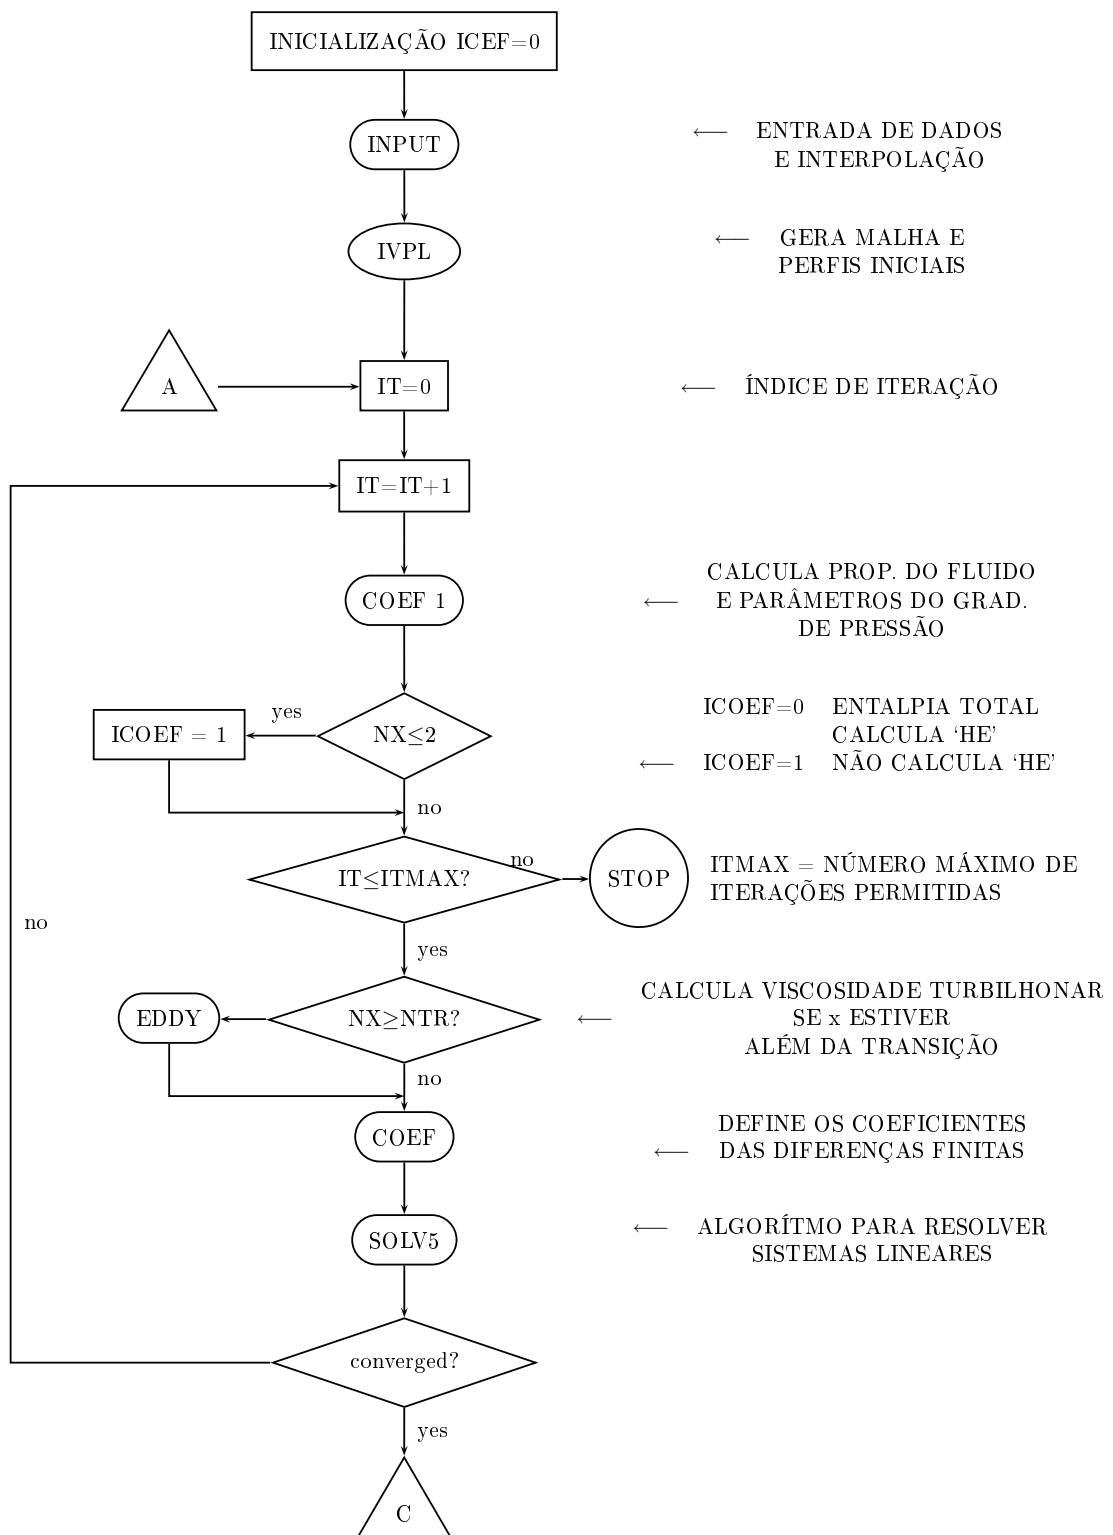 INICIALIZAÇÃO ICEF=0
INPUT
⟵ ENTRADA DE DADOS
E INTERPOLAÇÃO
IVPL
⟵ GERA MALHA E
PERFIS INICIAIS
A
IT=0
⟵ ÍNDICE DE ITERAÇÃO
IT=IT+1
COEF 1
CALCULA PROP. DO FLUIDO
⟵ E PARÂMETROS DO GRAD.
DE PRESSÃO
ICOEF = 1
yes
NX≤2
no
ICOEF=0 ENTALPIA TOTAL
CALCULA ‘HE’
⟵ ICOEF=1 NÃO CALCULA ‘HE’
IT≤ITMAX?
no
STOP
ITMAX = NÚMERO MÁXIMO DE
ITERAÇÕES PERMITIDAS
no
yes
EDDY
NX≥NTR?
no
CALCULA VISCOSIDADE TURBILHONAR
⟵ SE x ESTIVER
ALÉM DA TRANSIÇÃO
COEF
DEFINE OS COEFICIENTES
⟵ DAS DIFERENÇAS FINITAS
SOLV5
⟵ ALGORÍTMO PARA RESOLVER
SISTEMAS LINEARES
converged?
yes
C